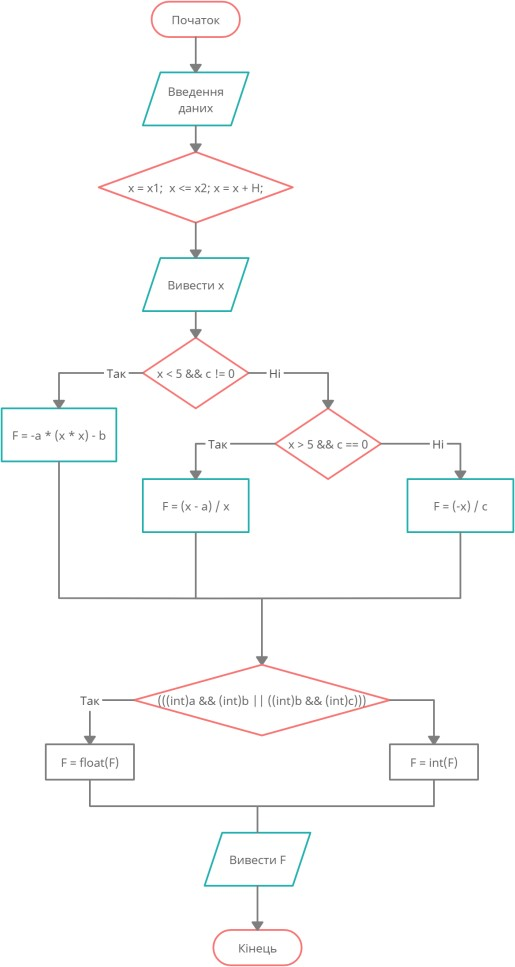 Початок
Введення
даних
x = x1;  x <= x2; x = x + H;
Вивести x
x < 5 && c != 0
Так
Ні
F = -a * (x * x) - b
x > 5 && c == 0
Так
Ні
F = (x - a) / x
F = (-x) / c
(((int)a && (int)b || ((int)b && (int)c)))
Так
F = float(F)
F = int(F)
Вивести F
Кінець